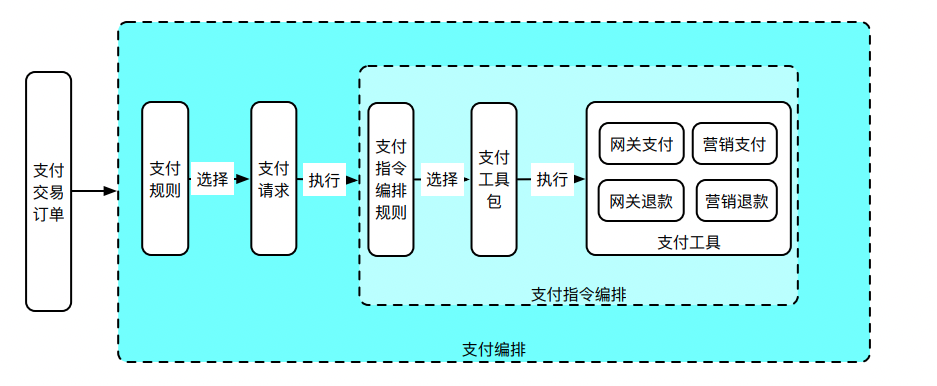 支付
交易
订单
支付
规则
选择
支付
请求
执行
支付
指令
编排
规则
选择
支付
工具
包
执行
网关支付
营销支付
网关退款
营销退款
支付工具
支付指令编排
支付编排